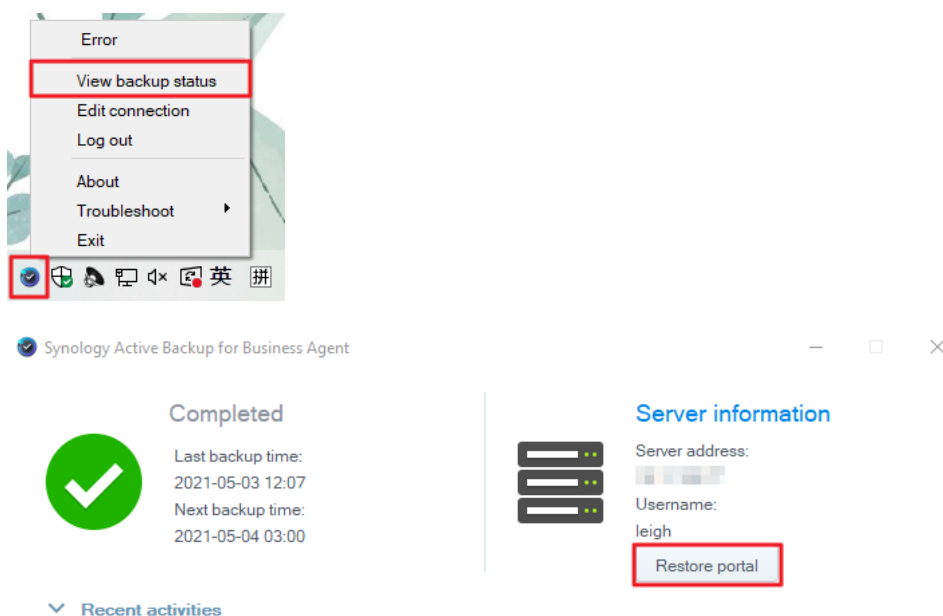 Error
View backup status
Edit connection
Log out
About
Troubleshoot
Exit
英 拼
Synology Active Backup for Business Agent
Completed
Last backup time:
2021-05-03 12:07
Next backup time:
2021-05-04 03:00
Server information
Server address:
Username:
leigh
Restore portal
Recent activities